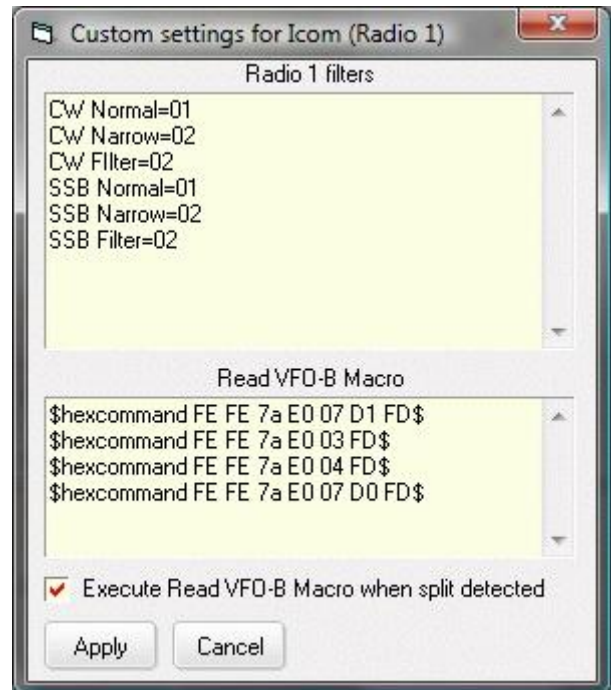 Custom settings for Icom (Radio 1)
Radio 1 filters
CW Normal=01
CW Narrow=02
CW FIlter=02
SSB Normal=01
SSB Narrow=02
SSB Filter=02
Read VFO-B Macro
$hexcommand FE FE 7a E0 07 D1 FD$
$hexcommand FE FE 7a E0 03 FD$
$hexcommand FE FE 7a E0 04 FD$
$hexcommand FE FE 7a E0 07 D0 FD$
Execute Read VFO-B Macro when split detected
Apply Cancel